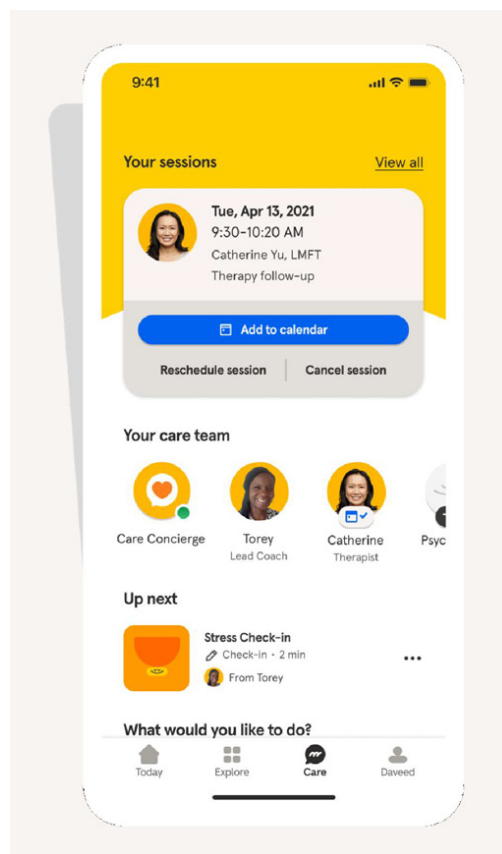 9:41
Your sessions
View all
Tue, Apr 13, 2021
9:30–10:20 AM
Catherine Yu, LMFT
Therapy follow-up
Add to calendar
Reschedule session
Cancel session
Your care team
Care Concierge
Torey
Lead Coach
Catherine
Therapist
Psyc
Up next
Stress Check-in
Check-in • 2 min
From Torey
What would you like to do?
Today
Explore
Care
Daveed